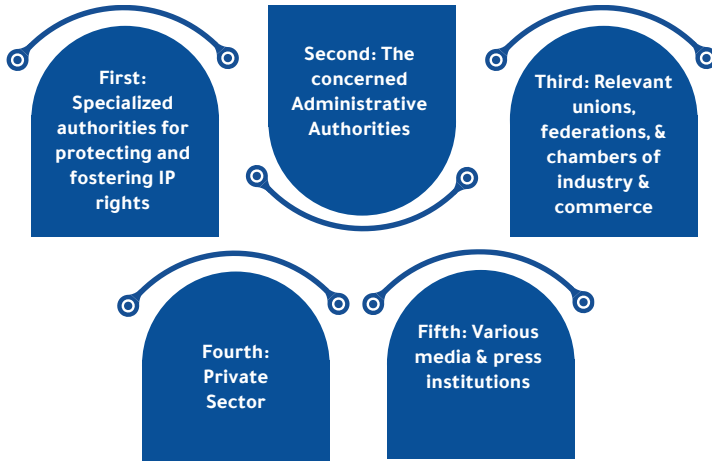 First:
Specialized
authorities for
protecting and
fostering IP
rights
Second: The
concerned
Administrative
Authorities
Third: Relevant
unions,
federations, &
chambers of
industry &
commerce
Fourth:
Private
Sector
Fifth: Various
media & press
institutions